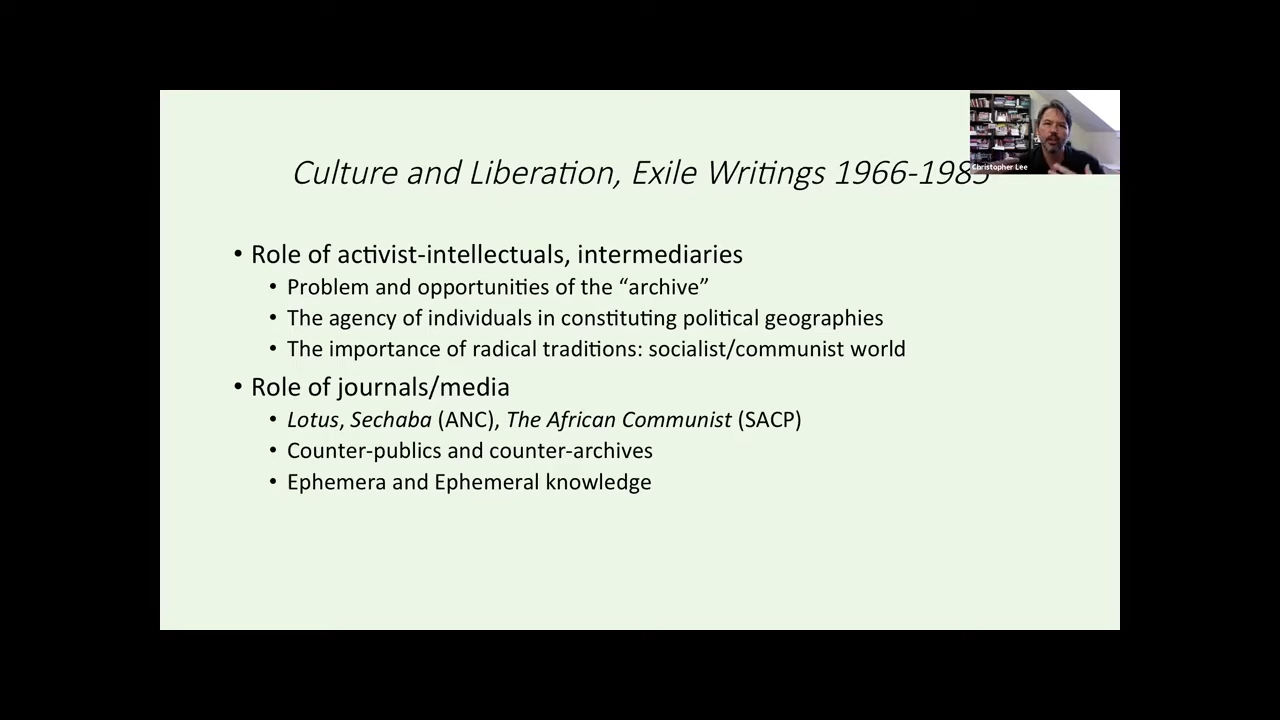 Culture and Liberation, Exile Writings 1966-1985
Christopher Lee
• Role of activist-intellectuals, intermediaries
• Problem and opportunities of the “archive”
• The agency of individuals in constituting political geographies
• The importance of radical traditions: socialist/communist world
• Role of journals/media
• Lotus, Sechaba (ANC), The African Communist (SACP)
• Counter-publics and counter-archives
• Ephemera and Ephemeral knowledge